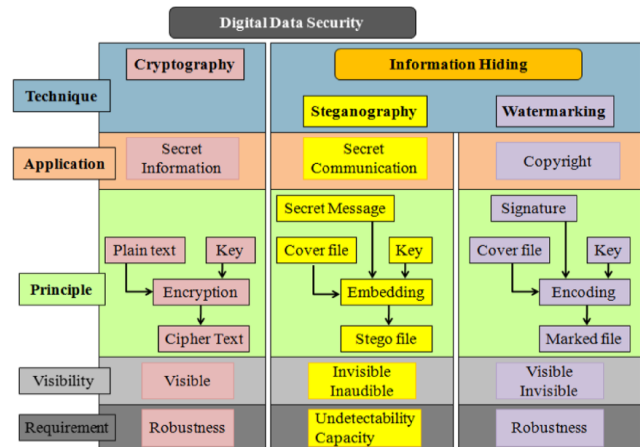 Digital Data Security
Cryptography
Information Hiding
Technique
Steganography
Watermarking
Application
Secret
Information
Secret
Communication
Copyright
Principle
Plain text
Key
Encryption
Cipher Text
Secret Message
Cover file
Key
Embedding
Stego file
Signature
Cover file
Key
Encoding
Marked file
Visibility
Visible
Invisible
Inaudible
Visible
Invisible
Requirement
Robustness
Undetectability
Capacity
Robustness